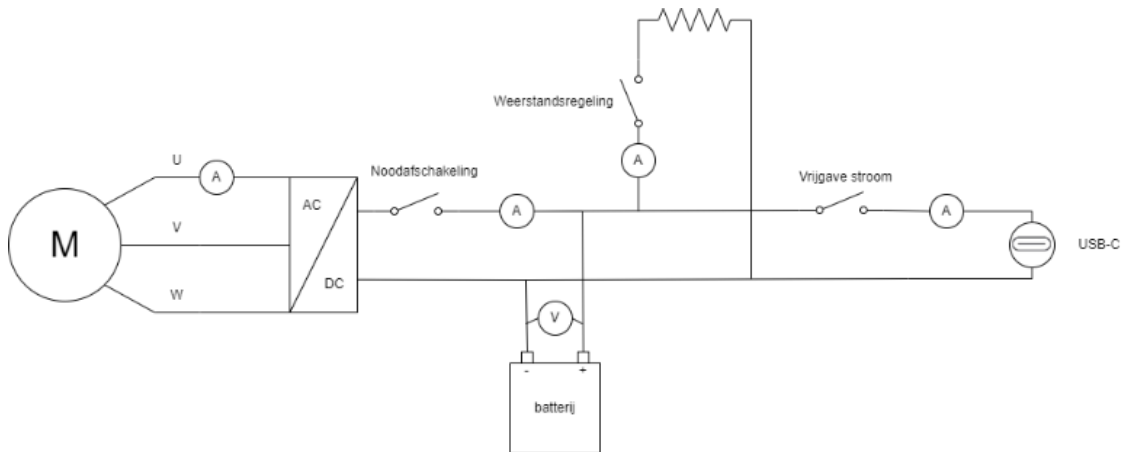 Weerstandsregeling
A
U
A
Noodafschakeling
Vrijgave stroom
AC
A
A
M
V
USB-C
W
DC
V
- +
batterij